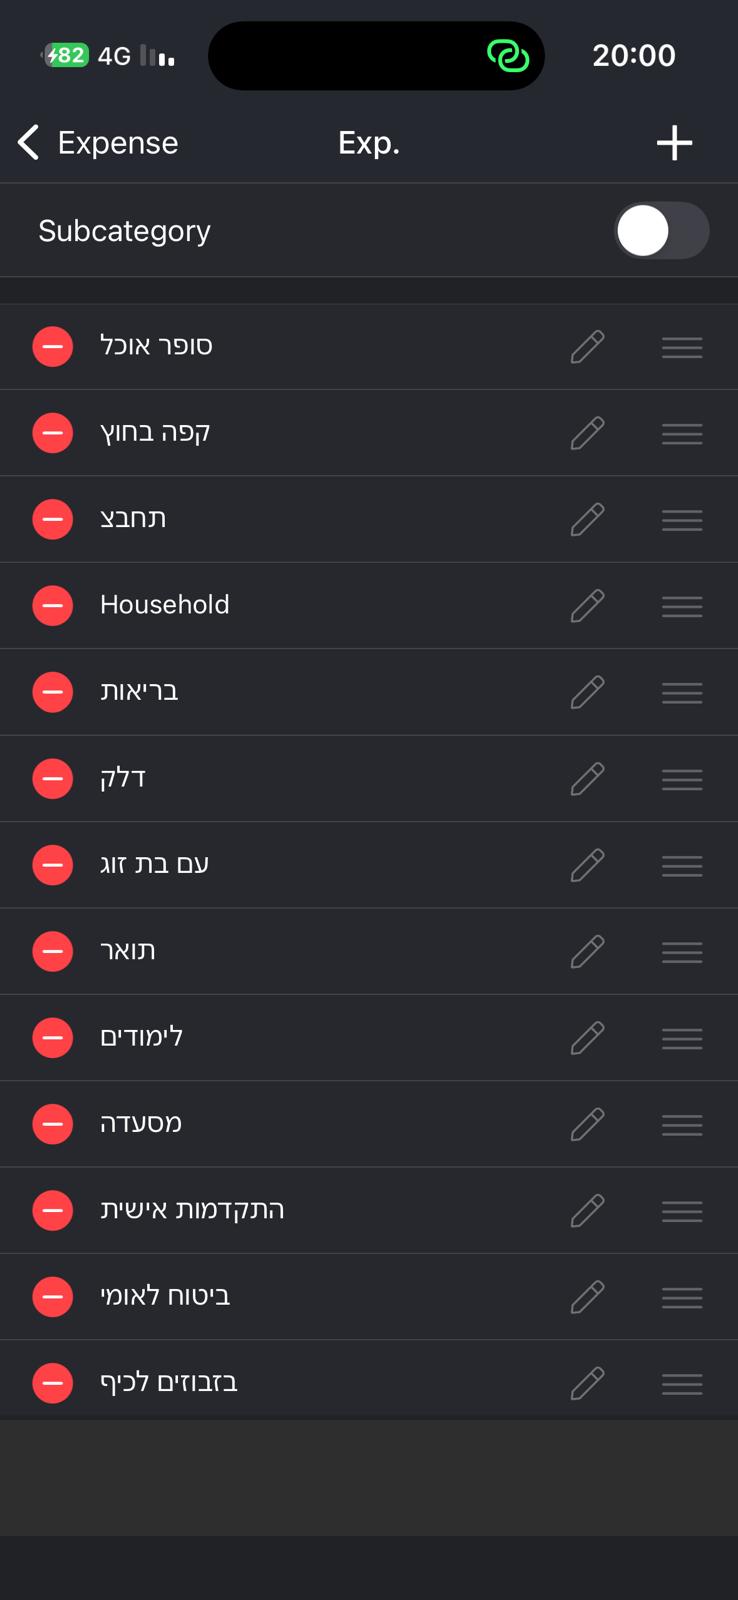 82 4G 20:00
Expense Exp. +
Subcategory
סופר אוכל
קפה בחוץ
תחבצ
Household
בריאות
דלק
עם בת זוג
תואר
לימודים
מסעדה
התקדמות אישית
ביטוח לאומי
בזבוזים לכיף